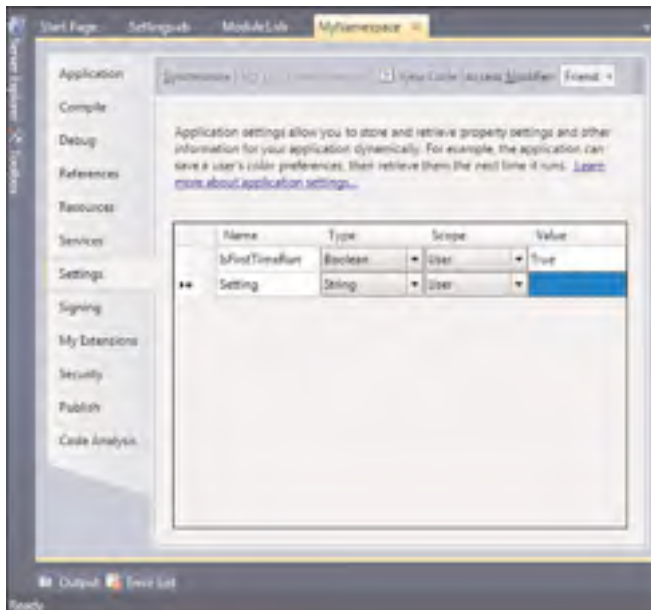 Start Page Settings.vb Module1.vb MyNamespace
Server Explorer Toolbox
Application
Compile
Debug
References
Resources
Services
Settings
Signing
My Extensions
Security
Publish
Code Analysis
Synchronize View Code Access Modifier: Friend
Application settings allow you to store and retrieve property settings and other
information for your application dynamically. For example, the application can
save a user's color preferences, then retrieve them the next time it runs. Learn
more about application settings...
Name Type Scope Value
IsFirstTimeRun Boolean User True
Setting String User
Output Error List
Ready